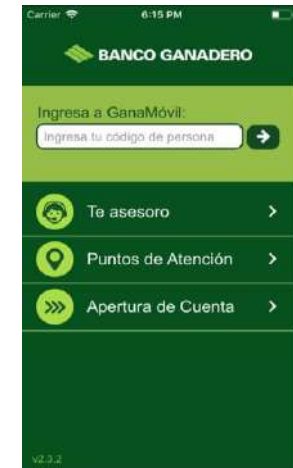 Carrier 6:15 PM
BANCO GANADERO
Ingresa a GanaMóvil:
Ingresa tu código de persona
Te asesoro
Puntos de Atención
Apertura de Cuenta
v2.3.2